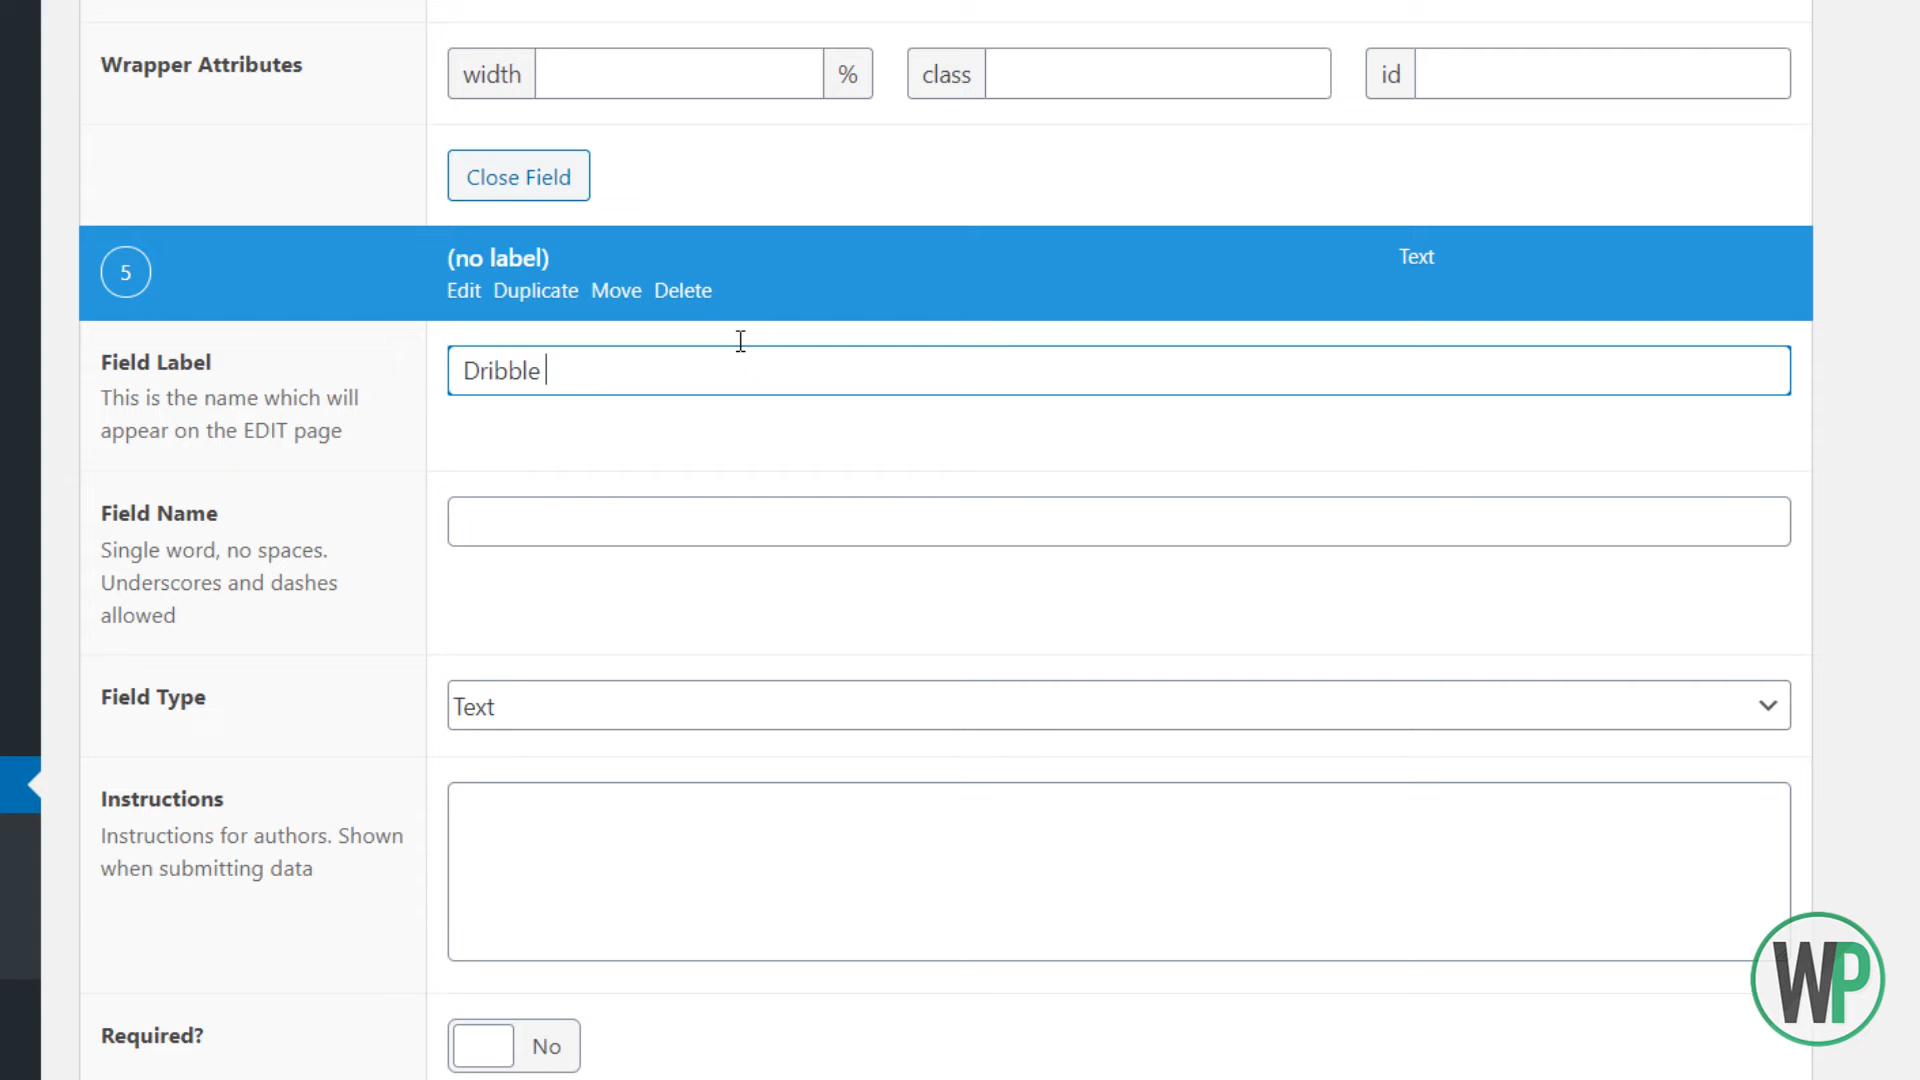 Wrapper Attributes
width % class id
Close Field
5 (no label) Text
Edit Duplicate Move Delete
Field Label
This is the name which will
appear on the EDIT page
Dribble
Field Name
Single word, no spaces.
Underscores and dashes
allowed
Field Type
Text
Instructions
Instructions for authors. Shown
when submitting data
Required?
No
WP